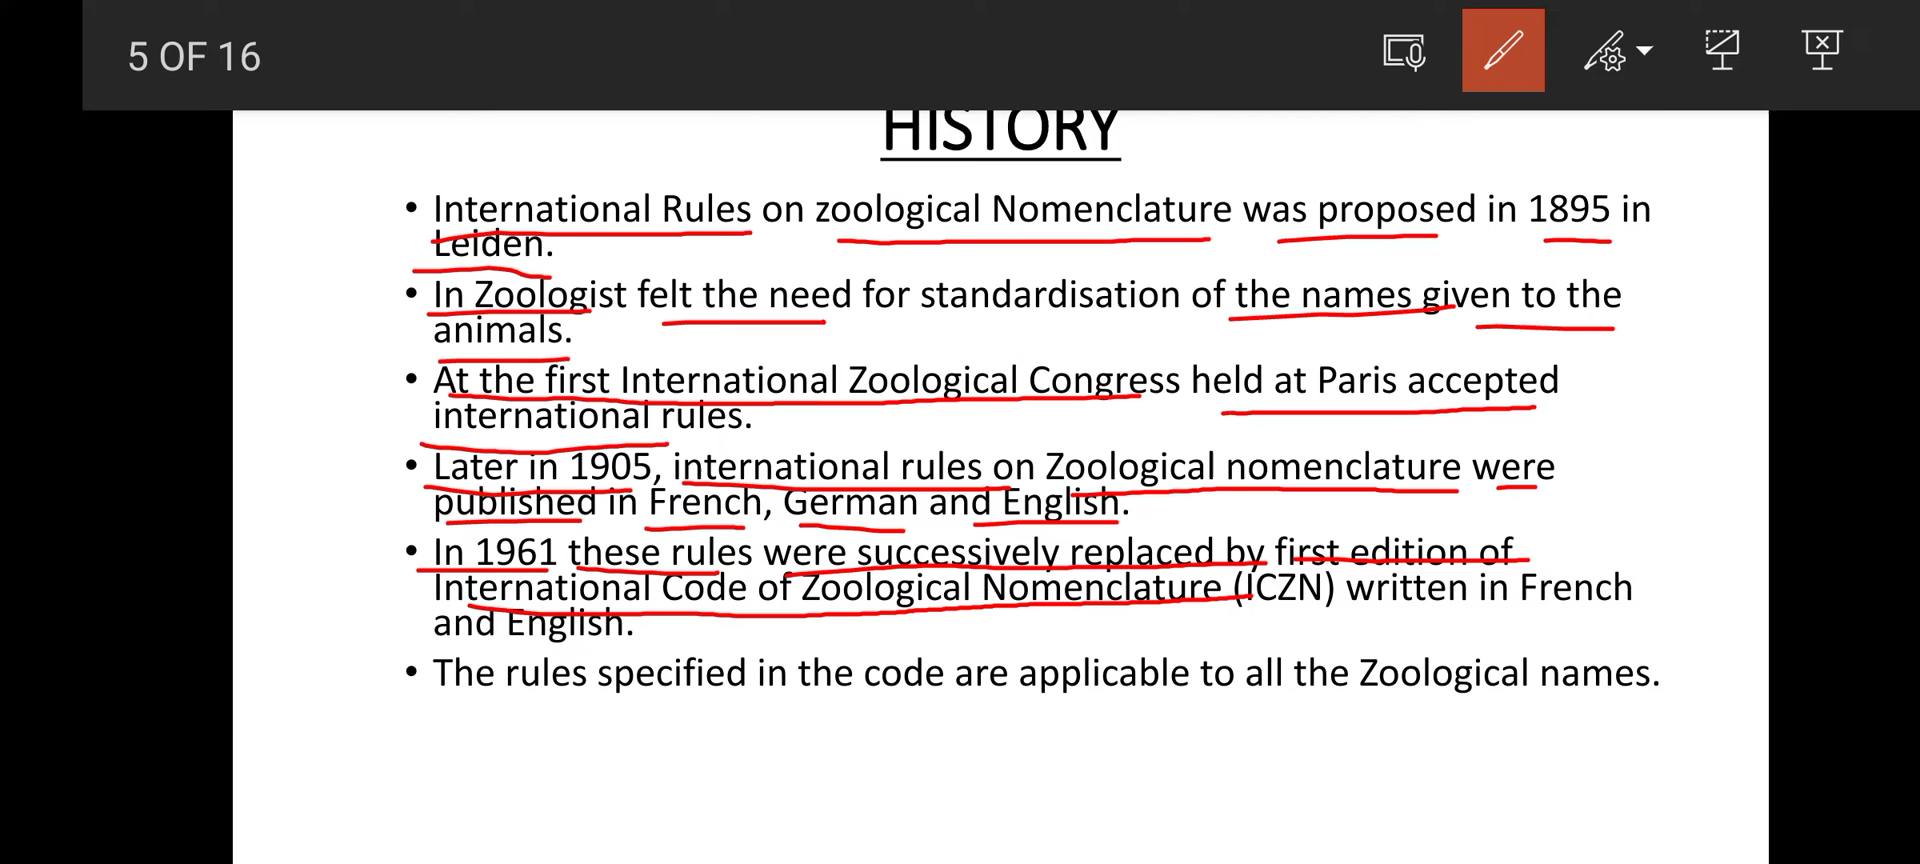 5 OF 16
HISTORY
• International Rules on zoological Nomenclature was proposed in 1895 in
Leiden.
• In Zoologist felt the need for standardisation of the names given to the
animals.
• At the first International Zoological Congress held at Paris accepted
international rules.
• Later in 1905, international rules on Zoological nomenclature were
published in French, German and English.
• In 1961 these rules were successively replaced by first edition of
International Code of Zoological Nomenclature (ICZN) written in French
and English.
• The rules specified in the code are applicable to all the Zoological names.